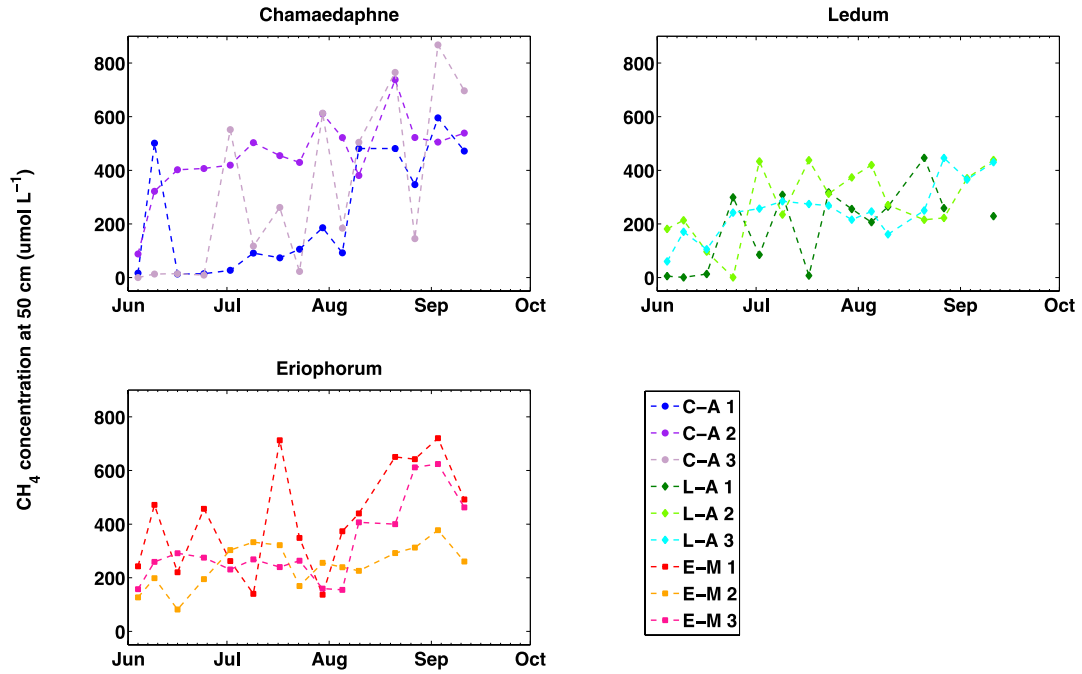 Chamaedaphne
800
600
400
200
0
Jun Jul Aug Sep Oct
Ledum
800
600
400
200
0
Jun Jul Aug Sep Oct
CH₄ concentration at 50 cm (umol L⁻¹)
Eriophorum
800
600
400
200
0
Jun Jul Aug Sep Oct
C−A 1
C−A 2
C−A 3
L−A 1
L−A 2
L−A 3
E−M 1
E−M 2
E−M 3